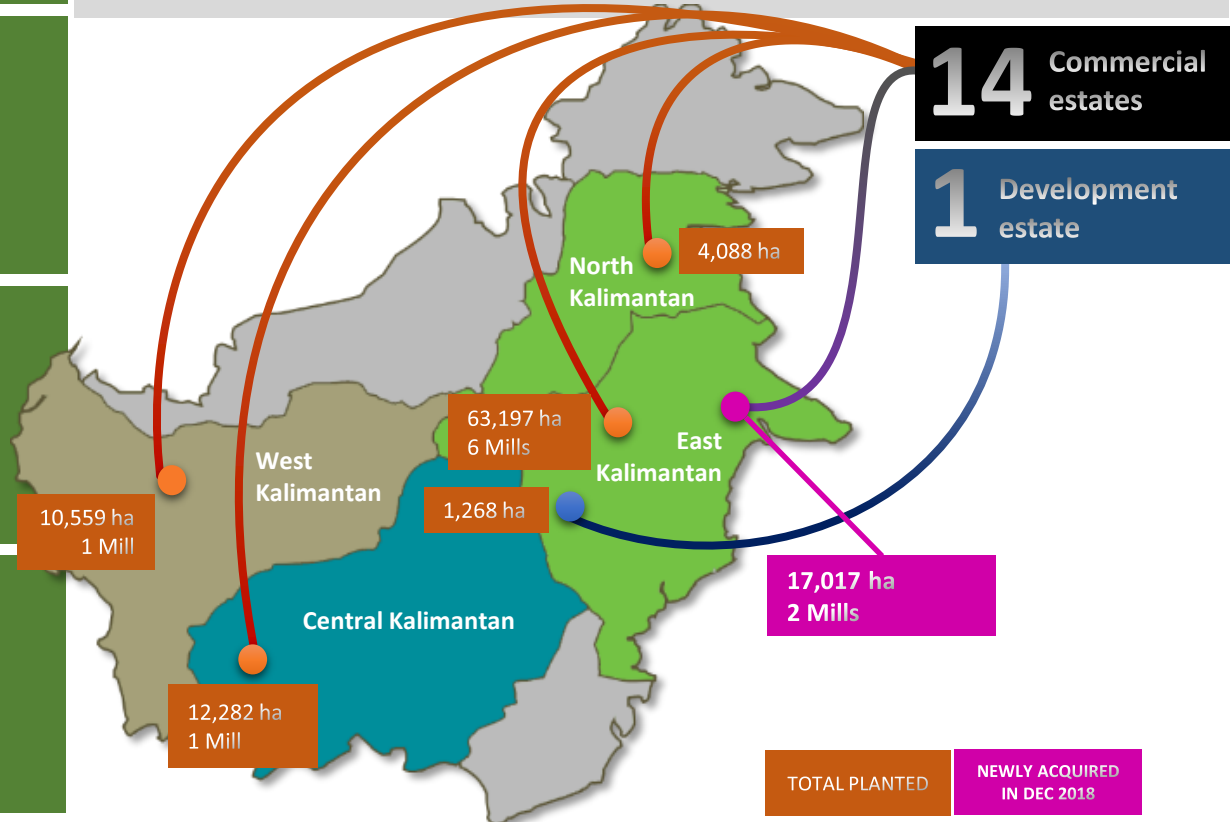 14
Commercial
estates
1
Development
estate
4,088 ha
North
Kalimantan
63,197 ha
6 Mills
East
Kalimantan
West
Kalimantan
1,268 ha
10,559 ha
1 Mill
17,017 ha
2 Mills
Central Kalimantan
12,282 ha
1 Mill
TOTAL PLANTED
NEWLY ACQUIRED
IN DEC 2018